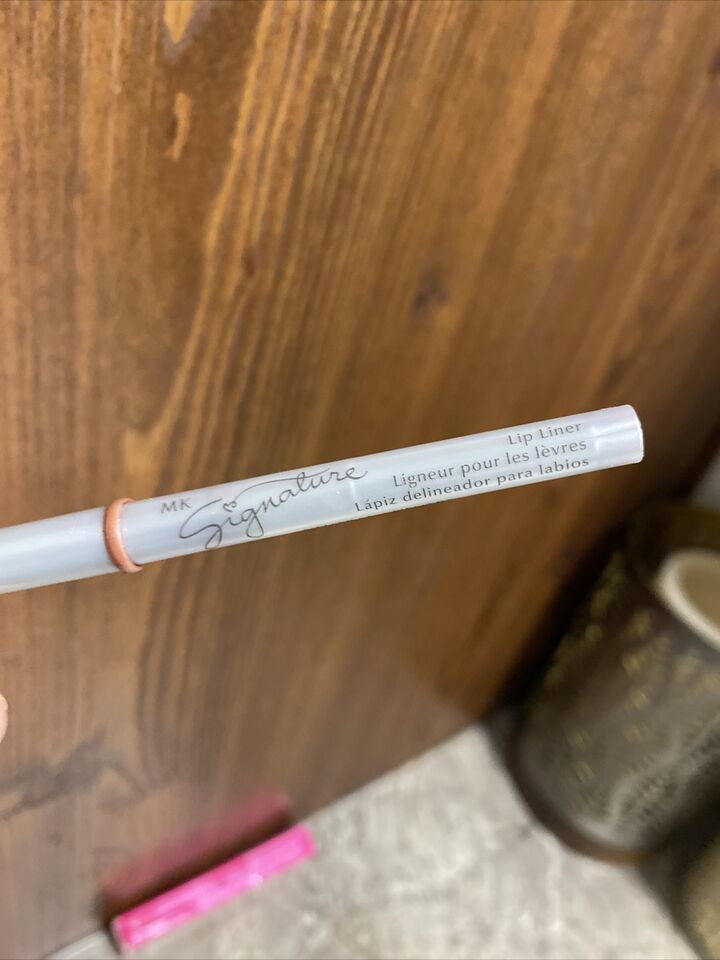 MK Signature
Lip Liner
Ligneur pour les lèvres
Lápiz delineador para labios